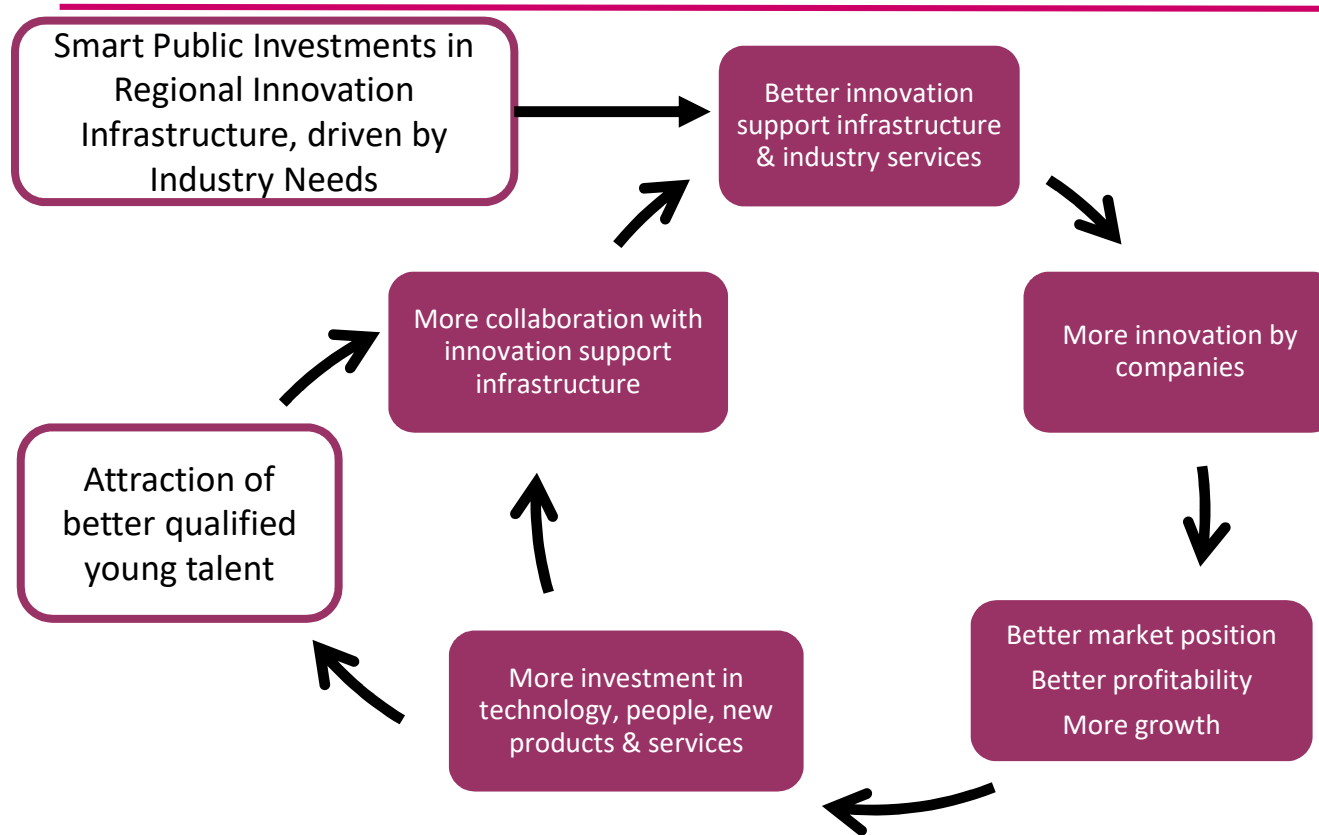 Smart Public Investments in
Regional Innovation
Infrastructure, driven by
Industry Needs
Better innovation
support infrastructure
& industry services
More collaboration with
innovation support
infrastructure
More innovation by
companies
Attraction of
better qualified
young talent
More investment in
technology, people, new
products & services
Better market position
Better profitability
More growth